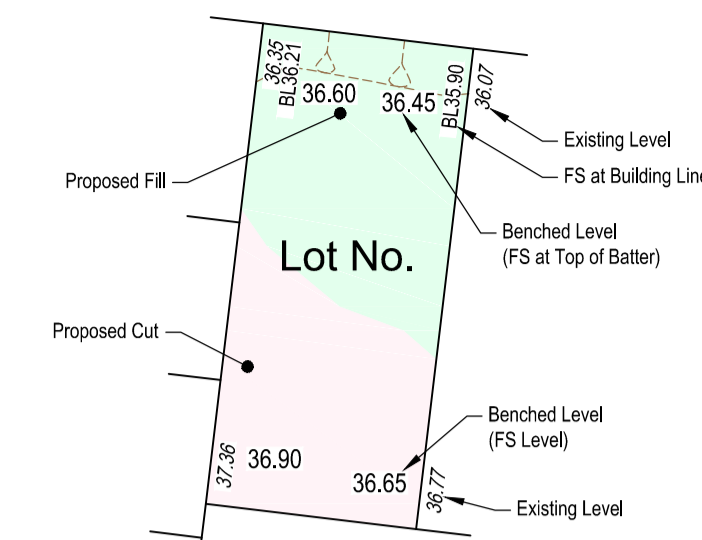 36.35
BL36.21
36.60
36.45
BL35.90
36.07
Existing Level
FS at Building Line
Proposed Fill
Benched Level
(FS at Top of Batter)
Lot No.
Proposed Cut
Benched Level
(FS Level)
37.36
36.90
36.65
36.77
Existing Level